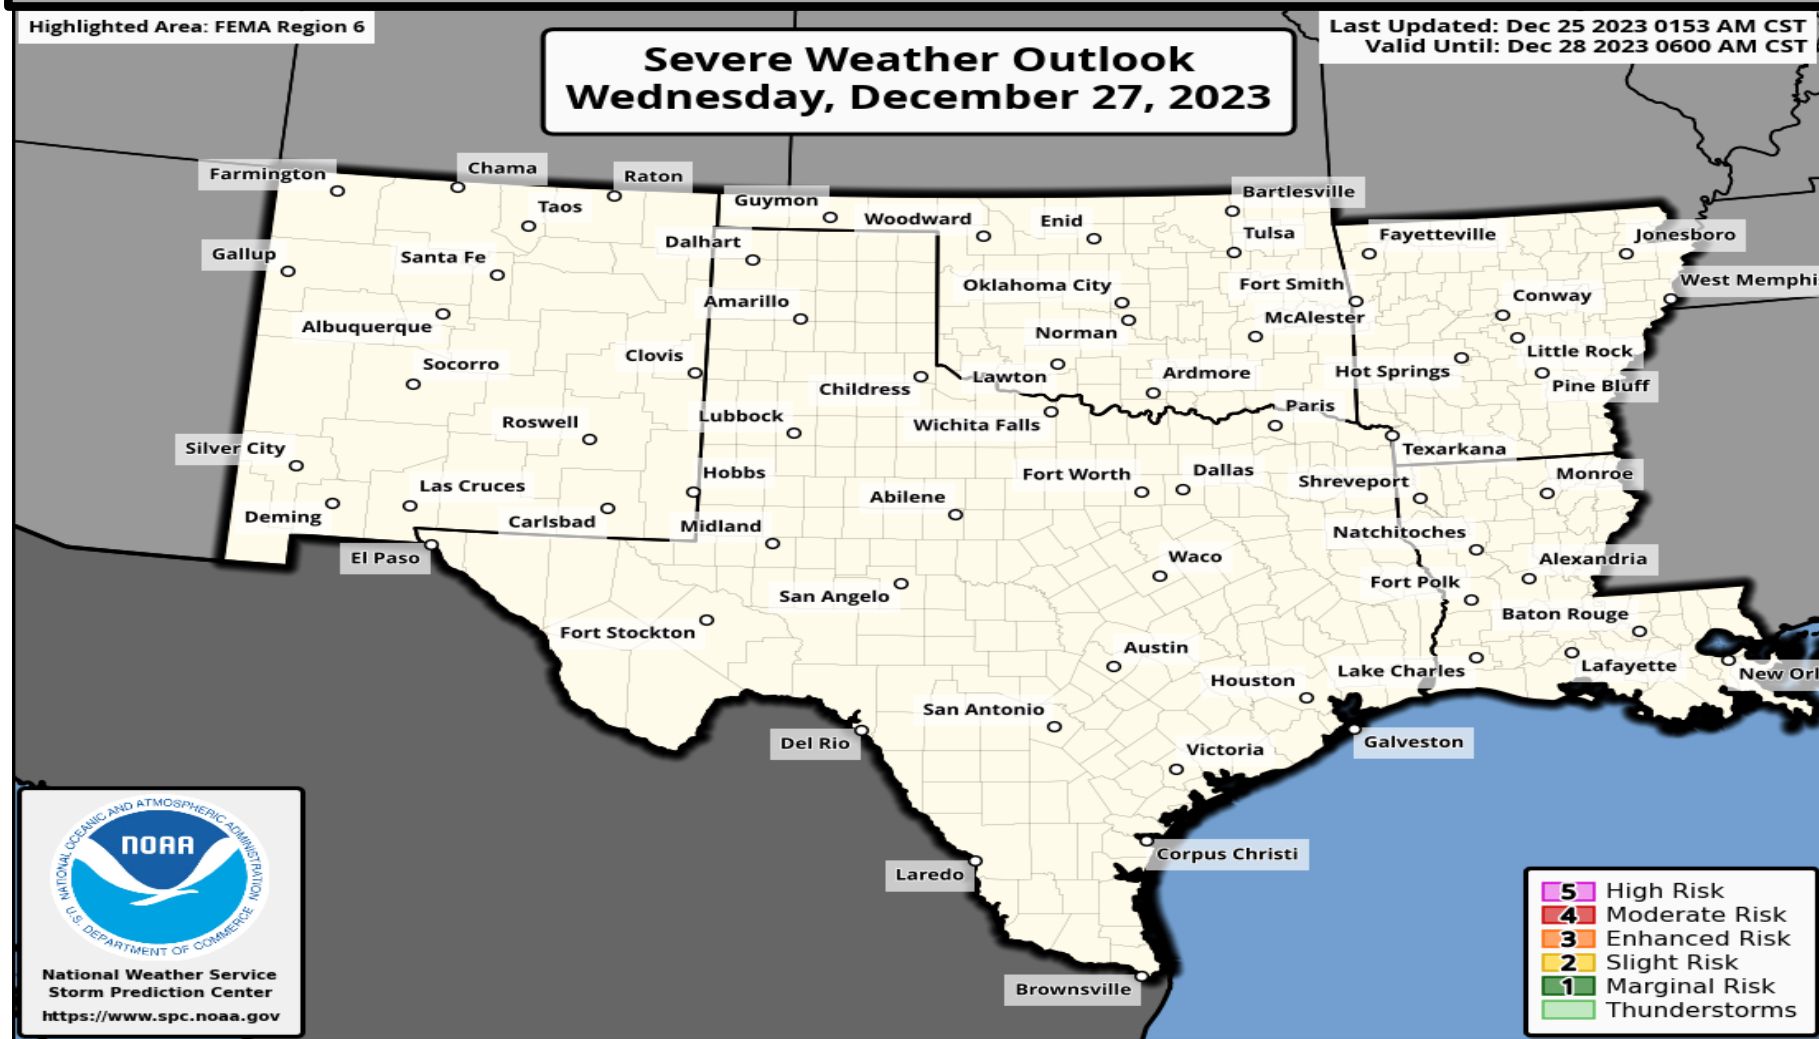 Highlighted Area: FEMA Region 6
Severe Weather Outlook
Wednesday, December 27, 2023
Last Updated: Dec 25 2023 0153 AM CST
Valid Until: Dec 28 2023 0600 AM CST
Farmington
Chama
Raton
Taos
Guymon
Woodward
Enid
Bartlesville
Tulsa
Fayetteville
Jonesboro
Gallup
Santa Fe
Dalhart
Oklahoma City
Fort Smith
Conway
West Memphi
Albuquerque
Amarillo
Norman
McAlester
Little Rock
Socorro
Clovis
Childress
Lawton
Ardmore
Hot Springs
Pine Bluff
Roswell
Lubbock
Wichita Falls
Paris
Texarkana
Silver City
Las Cruces
Hobbs
Abilene
Fort Worth
Dallas
Shreveport
Monroe
Deming
Carlsbad
Midland
Natchitoches
El Paso
Waco
Alexandria
San Angelo
Fort Polk
Fort Stockton
Baton Rouge
Austin
Houston
Lake Charles
Lafayette
New Orl
San Antonio
Del Rio
Victoria
Galveston
Corpus Christi
Laredo
Brownsville
NATIONAL OCEANIC AND ATMOSPHERIC ADMINISTRATION
NOAA
U.S. DEPARTMENT OF COMMERCE
National Weather Service
Storm Prediction Center
https://www.spc.noaa.gov
5 High Risk
4 Moderate Risk
3 Enhanced Risk
2 Slight Risk
1 Marginal Risk
Thunderstorms